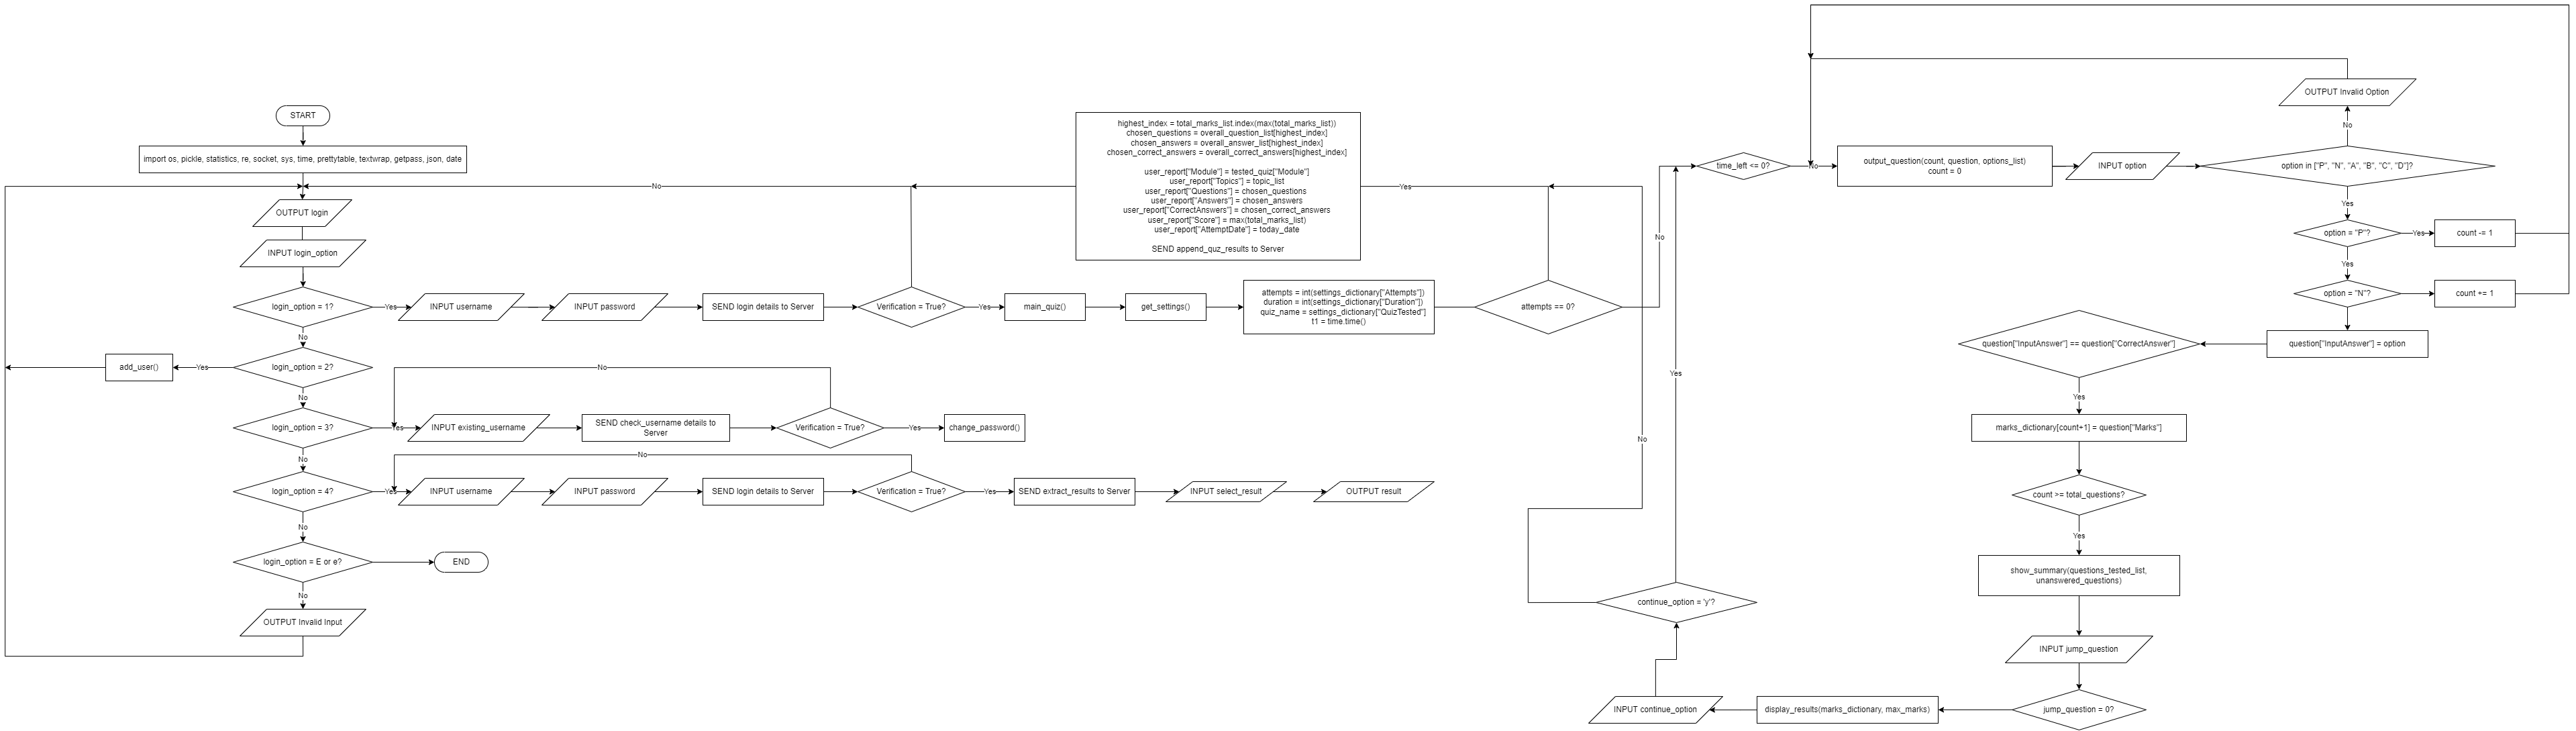 START
import os, pickle, statistics, re, socket, sys, time, prettytable, textwrap, getpass, json, date
OUTPUT login
INPUT login_option
login_option = 1?
Yes
INPUT username
INPUT password
SEND login details to Server
Verification = True?
No
Yes
main_quiz()
get_settings()
attempts = int(settings_dictionary["Attempts"])
duration = int(settings_dictionary["Duration"])
quiz_name = settings_dictionary["QuizTested"]
t1 = time.time()
attempts == 0?
Yes
highest_index = total_marks_list.index(max(total_marks_list))
chosen_questions = overall_question_list[highest_index]
chosen_answers = overall_answer_list[highest_index]
chosen_correct_answers = overall_correct_answers[highest_index]
user_report["Module"] = tested_quiz["Module"]
user_report["Topics"] = topic_list
user_report["Questions"] = chosen_questions
user_report["Answers"] = chosen_answers
user_report["CorrectAnswers"] = chosen_correct_answers
user_report["Score"] = max(total_marks_list)
user_report["AttemptDate"] = today_date
SEND append_quz_results to Server
No
No
login_option = 2?
Yes
add_user()
No
login_option = 3?
Yes
INPUT existing_username
SEND check_username details to
Server
Verification = True?
No
Yes
change_password()
No
login_option = 4?
Yes
INPUT username
INPUT password
SEND login details to Server
Verification = True?
No
Yes
SEND extract_results to Server
INPUT select_result
OUTPUT result
No
login_option = E or e?
END
No
OUTPUT Invalid Input
time_left <= 0?
No
output_question(count, question, options_list)
count = 0
INPUT option
option in ["P", "N", "A", "B", "C", "D"]?
No
OUTPUT Invalid Option
Yes
option = "P"?
Yes
count -= 1
Yes
option = "N"?
count += 1
question["InputAnswer"] = option
question["InputAnswer"] == question["CorrectAnswer"]
Yes
marks_dictionary[count+1] = question["Marks"]
count >= total_questions?
Yes
show_summary(questions_tested_list,
unanswered_questions)
INPUT jump_question
jump_question = 0?
display_results(marks_dictionary, max_marks)
INPUT continue_option
continue_option = 'y'?
Yes
No